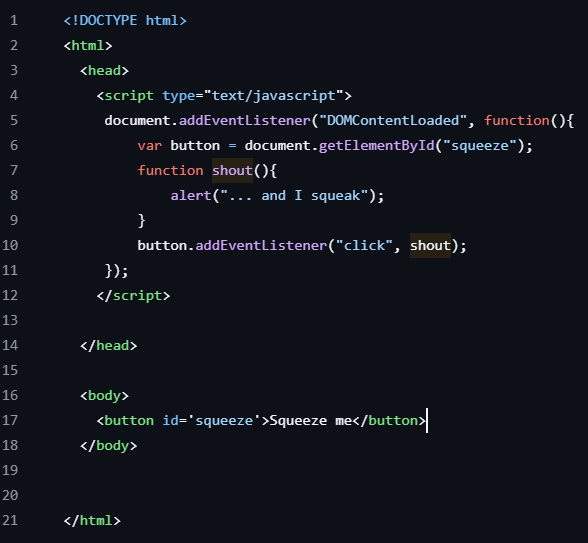 1 <!DOCTYPE html>
2 <html>
3 <head>
4 <script type="text/javascript">
5 document.addEventListener("DOMContentLoaded", function(){
6 var button = document.getElementById("squeeze");
7 function shout(){
8 alert("... and I squeak");
9 }
10 button.addEventListener("click", shout);
11 });
12 </script>
13
14 </head>
15
16 <body>
17 <button id='squeeze'>Squeeze me</button>
18 </body>
19
20
21 </html>